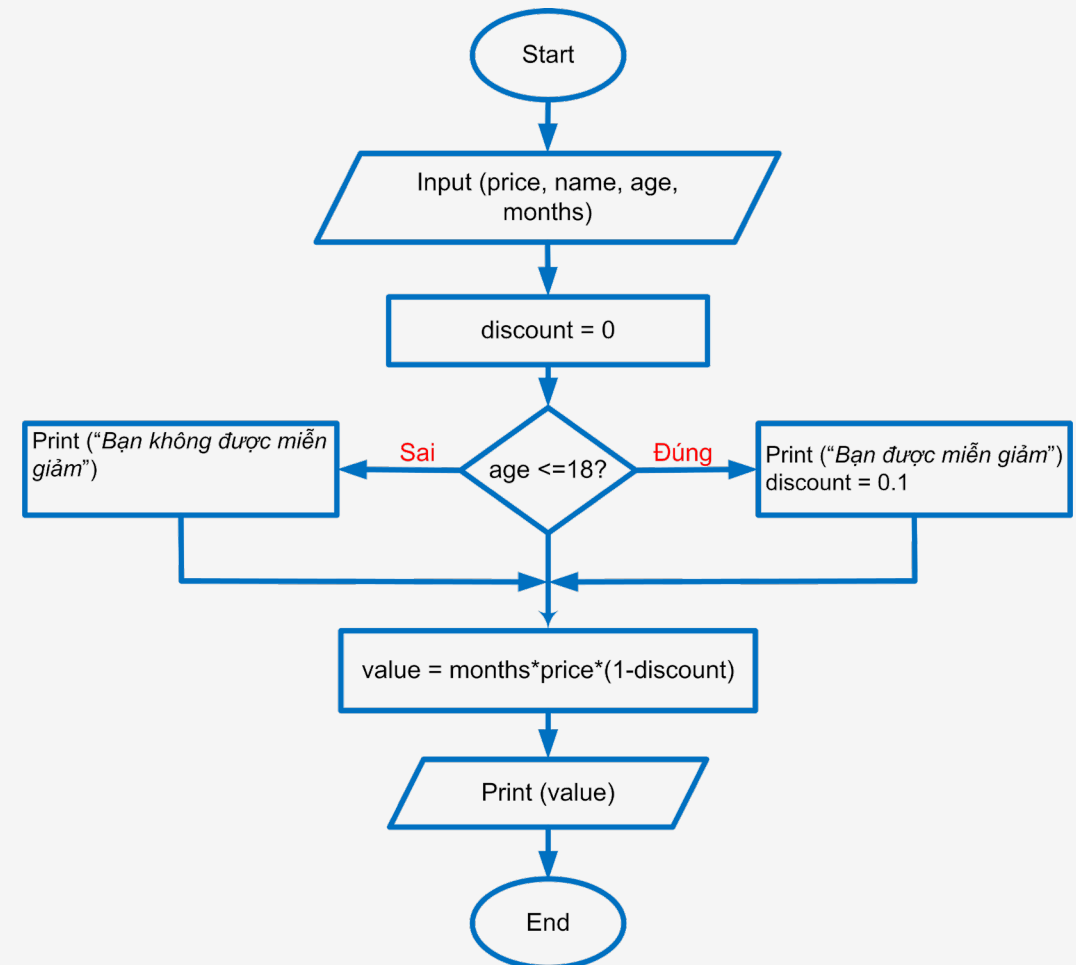 Start
Input (price, name, age,
months)
discount = 0
Print (“Bạn không được miễn
giảm”)
Sai
age <=18?
Đúng
Print (“Bạn được miễn giảm”)
discount = 0.1
value = months*price*(1-discount)
Print (value)
End